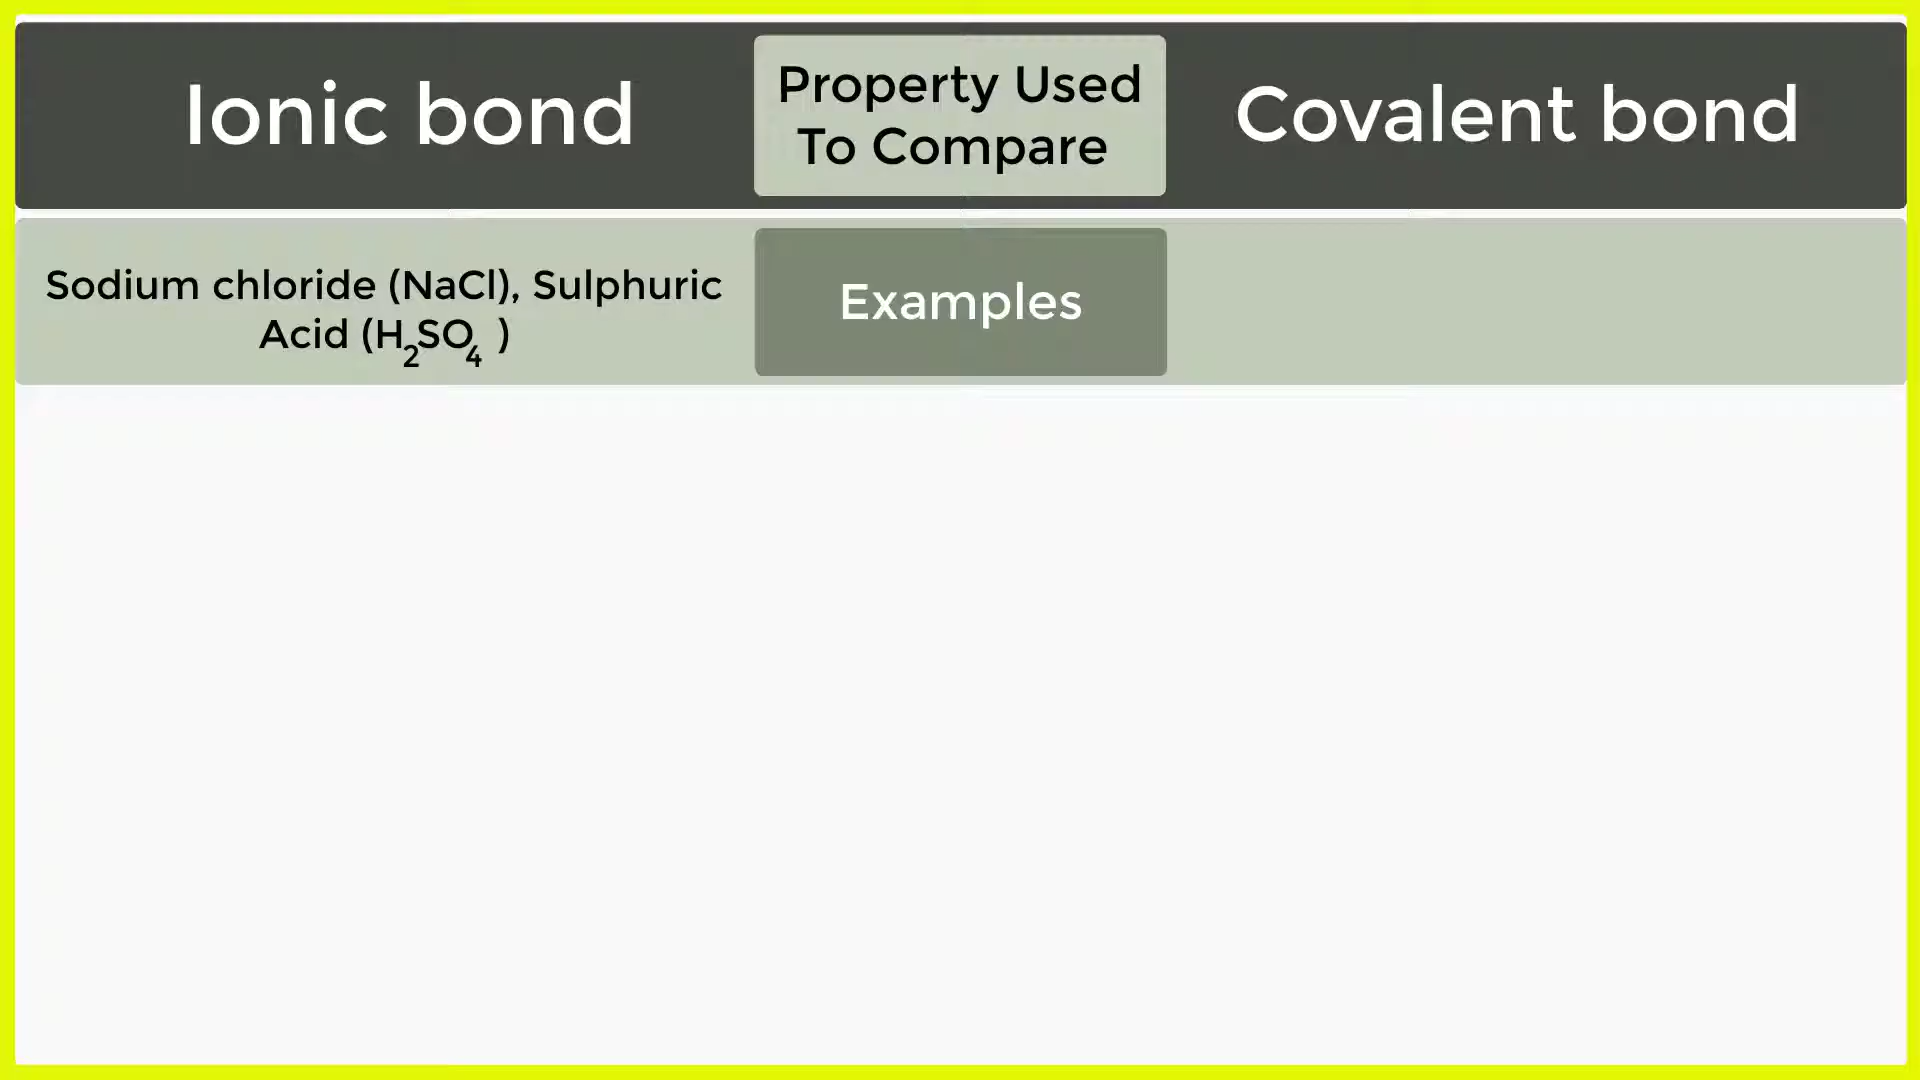 Ionic bond
Property Used
To Compare
Covalent bond
Sodium chloride (NaCl), Sulphuric
Acid (H₂SO₄ )
Examples